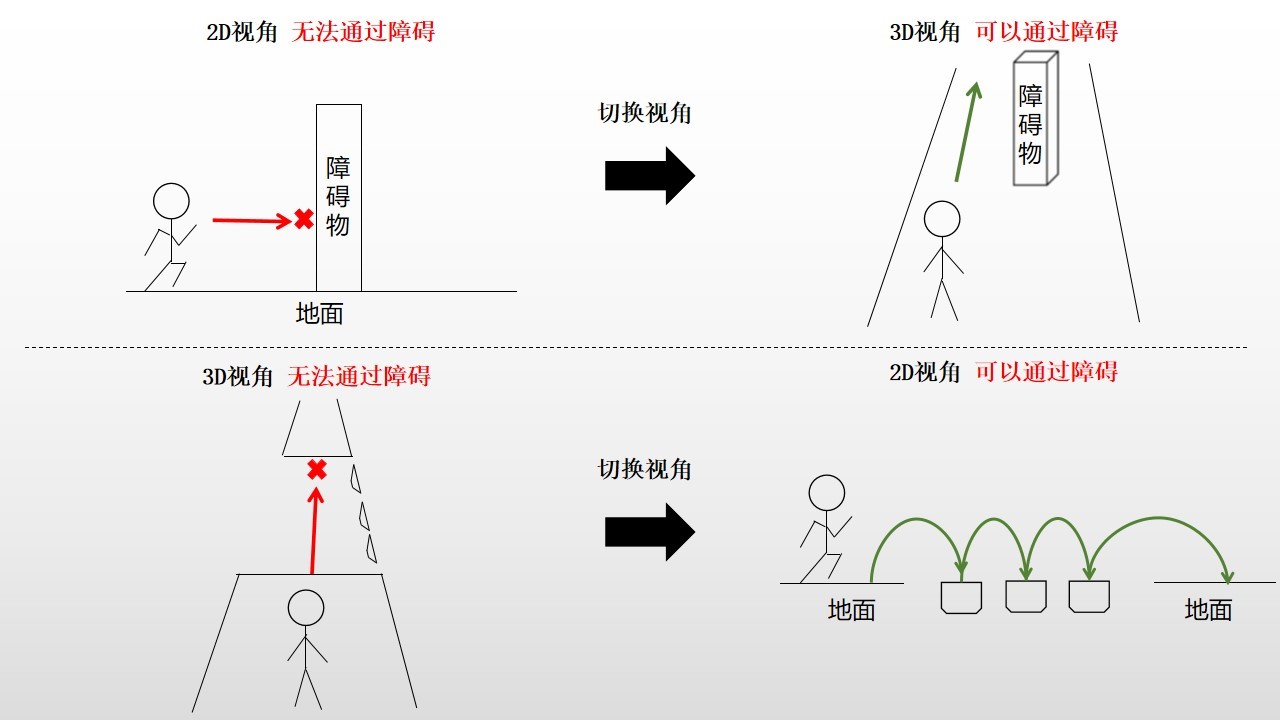 2D视角 无法通过障碍
3D视角 可以通过障碍
切换视角
障碍物
障碍物
地面
3D视角 无法通过障碍
2D视角 可以通过障碍
切换视角
地面
地面